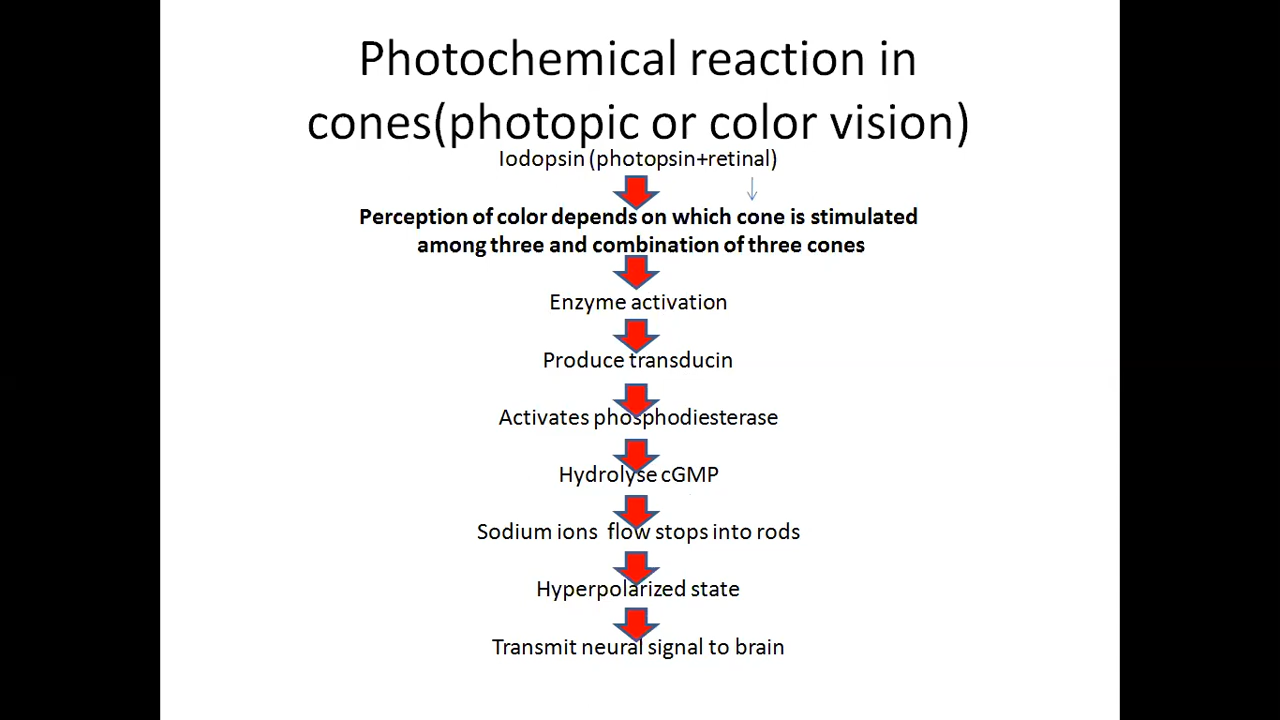 Photochemical reaction in
cones(photopic or color vision)
Iodopsin (photopsin+retinal)
Perception of color depends on which cone is stimulated
among three and combination of three cones
Enzyme activation
Produce transducin
Activates phosphodiesterase
Hydrolyse cGMP
Sodium ions  flow stops into rods
Hyperpolarized state
Transmit neural signal to brain